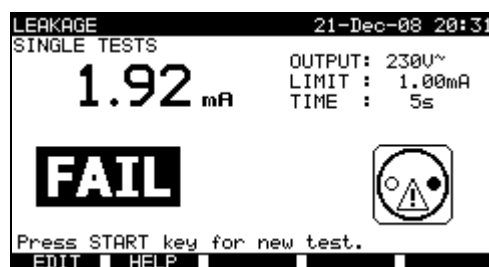 LEAKAGE 21-Dec-08 20:31
SINGLE TESTS
OUTPUT: 230V~
1.92 mA
LIMIT : 1.00mA
TIME : 5s
FAIL
Press START key for new test.
EDIT HELP